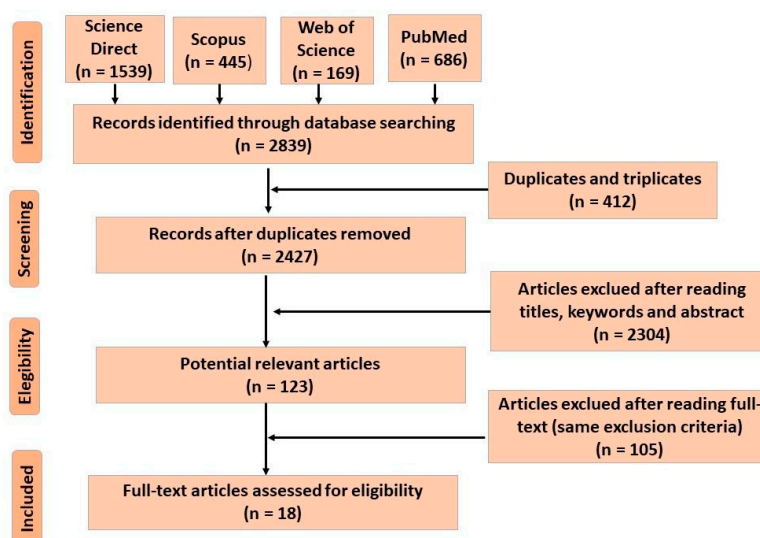 Identification
Science
Direct
(n = 1539)
Scopus
(n = 445)
Web of
Science
(n = 169)
PubMed
(n = 686)
Records identified through database searching
(n = 2839)
Duplicates and triplicates
(n = 412)
Screening
Records after duplicates removed
(n = 2427)
Articles exclued after reading
titles, keywords and abstract
(n = 2304)
Elegibility
Potential relevant articles
(n = 123)
Articles exclued after reading full-
text (same exclusion criteria)
(n = 105)
Included
Full-text articles assessed for eligibility
(n = 18)